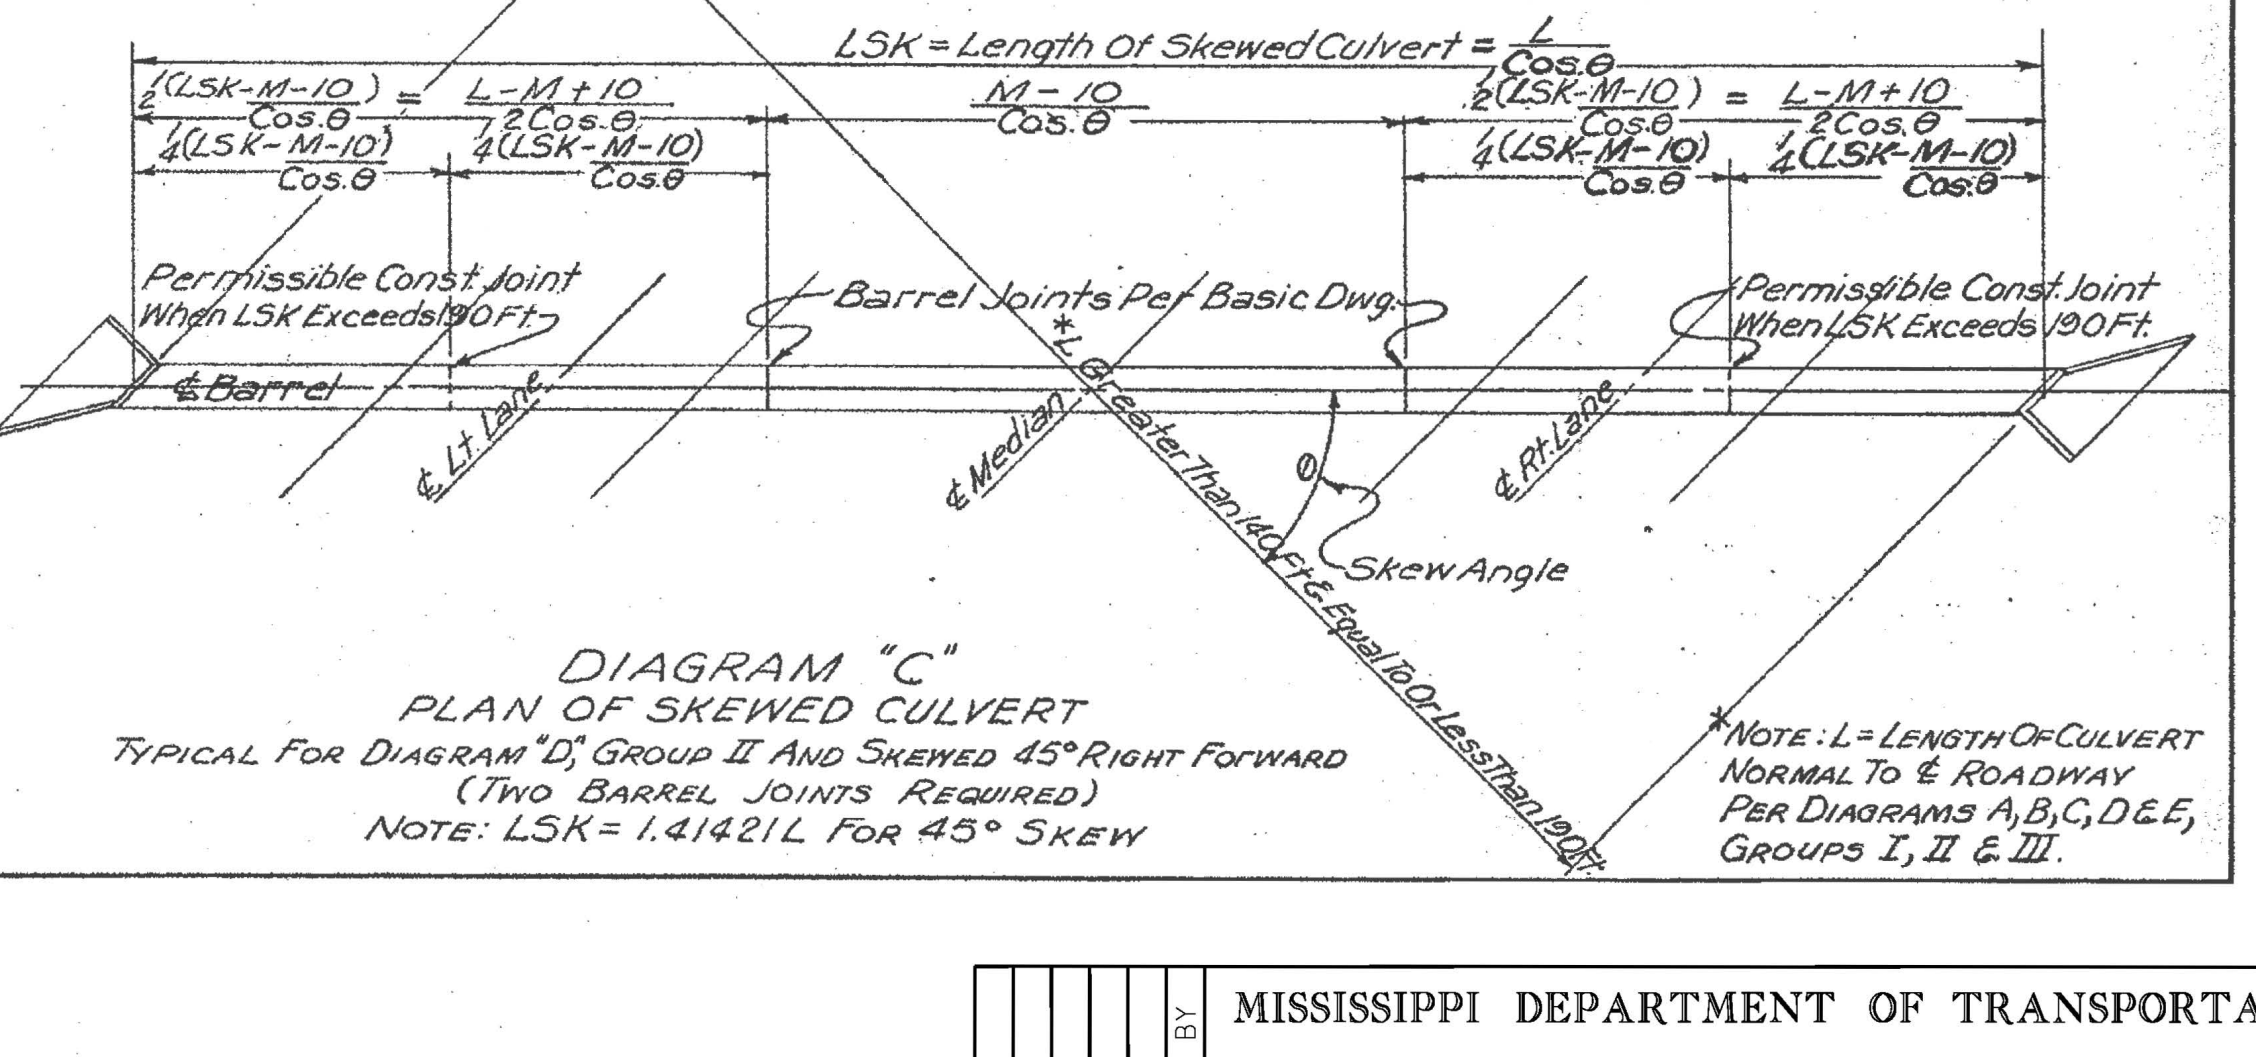 LSK = Length Of Skewed Culvert = L / Cos. θ
½(LSK - M-10 / Cos. θ) = L-M+10 / 2 Cos. θ
M-10 / Cos. θ
½(LSK - M-10 / Cos. θ) = L-M+10 / 2 Cos. θ
¼(LSK - M-10 / Cos. θ)
¼(LSK - M-10 / Cos. θ)
¼(LSK - M-10 / Cos. θ)
¼(LSK - M-10 / Cos. θ)
Permissible Const. Joint
When LSK Exceeds 190 Ft.
Barrel Joints Per Basic Dwg.
Permissible Const. Joint
When LSK Exceeds 190 Ft.
℄ Barrel
℄ Lt. Lane
℄ Median
*L Greater Than 140 Ft & Equal To Or Less Than 190 Ft.
℄ Rt. Lane
θ
Skew Angle
DIAGRAM "C"
PLAN OF SKEWED CULVERT
TYPICAL FOR DIAGRAM "D", GROUP II AND SKEWED 45° RIGHT FORWARD
(TWO BARREL JOINTS REQUIRED)
NOTE: LSK = 1.41421 L FOR 45° SKEW
*NOTE: L = LENGTH OF CULVERT
NORMAL TO ℄ ROADWAY
PER DIAGRAMS A, B, C, D & E,
GROUPS I, II & III.
BY
MISSISSIPPI DEPARTMENT OF TRANSPORTA